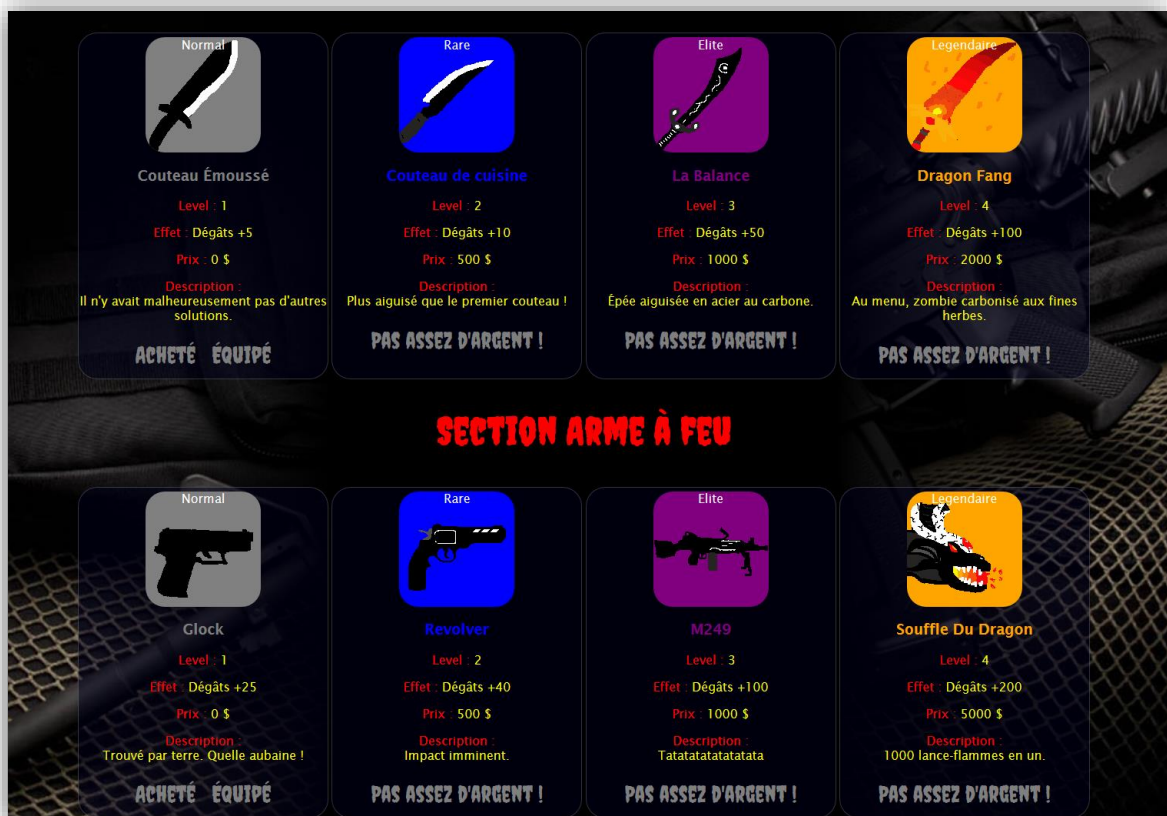 Normal
Couteau Émoussé
Level : 1
Effet : Dégâts +5
Prix : 0 $
Description :
Il n'y avait malheureusement pas d'autres
solutions.
ACHETÉ ÉQUIPÉ
Rare
Couteau de cuisine
Level : 2
Effet : Dégâts +10
Prix : 500 $
Description :
Plus aiguisé que le premier couteau !
PAS ASSEZ D'ARGENT !
Elite
La Balance
Level : 3
Effet : Dégâts +50
Prix : 1000 $
Description :
Épée aiguisée en acier au carbone.
PAS ASSEZ D'ARGENT !
Legendaire
Dragon Fang
Level : 4
Effet : Dégâts +100
Prix : 2000 $
Description :
Au menu, zombie carbonisé aux fines
herbes.
PAS ASSEZ D'ARGENT !
SECTION ARME À FEU
Normal
Glock
Level : 1
Effet : Dégâts +25
Prix : 0 $
Description :
Trouvé par terre. Quelle aubaine !
ACHETÉ ÉQUIPÉ
Rare
Revolver
Level : 2
Effet : Dégâts +40
Prix : 500 $
Description :
Impact imminent.
PAS ASSEZ D'ARGENT !
Elite
M249
Level : 3
Effet : Dégâts +100
Prix : 1000 $
Description :
Tatatatatatatata
PAS ASSEZ D'ARGENT !
Legendaire
Souffle Du Dragon
Level : 4
Effet : Dégâts +200
Prix : 5000 $
Description :
1000 lance-flammes en un.
PAS ASSEZ D'ARGENT !